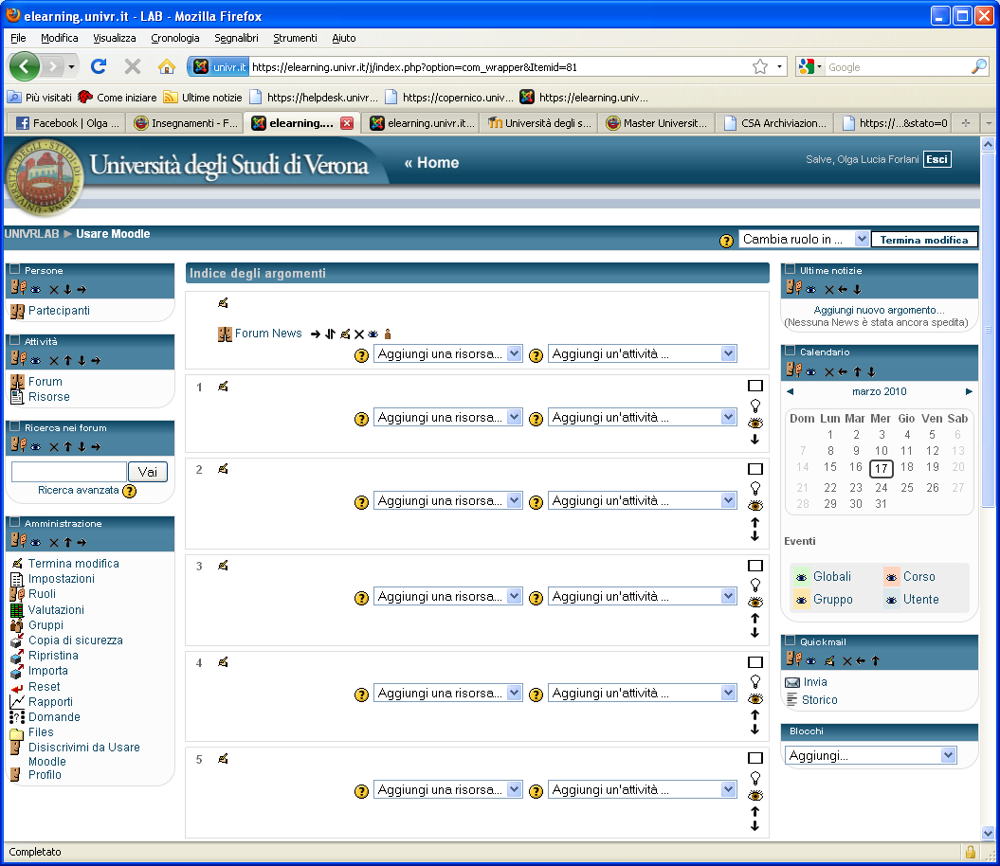 elearning.univr.it - LAB - Mozilla Firefox
File Modifica Visualizza Cronologia Segnalibri Strumenti Aiuto
univr.it https://elearning.univr.it/j/index.php?option=com_wrapper&Itemid=81
Google
Più visitati Come iniziare Ultime notizie https://helpdesk.univr... https://copernico.univ... https://elearning.univ...
Facebook | Olga ... Insegnamenti - F... elearning.... elearning.univr.it... Università degli s... Master Universit... CSA Archiviazion... https://...&stato=0
Università degli Studi di Verona
« Home
Salve, Olga Lucia Forlani Esci
UNIVRLAB ► Usare Moodle
Cambia ruolo in ... Termina modifica
Persone
Partecipanti
Attività
Forum
Risorse
Ricerca nei forum
Vai
Ricerca avanzata
Amministrazione
Termina modifica
Impostazioni
Ruoli
Valutazioni
Gruppi
Copia di sicurezza
Ripristina
Importa
Reset
Rapporti
Domande
Files
Disiscrivimi da Usare
Moodle
Profilo
Indice degli argomenti
Forum News
Aggiungi una risorsa... Aggiungi un'attività ...
1
Aggiungi una risorsa... Aggiungi un'attività ...
2
Aggiungi una risorsa... Aggiungi un'attività ...
3
Aggiungi una risorsa... Aggiungi un'attività ...
4
Aggiungi una risorsa... Aggiungi un'attività ...
5
Aggiungi una risorsa... Aggiungi un'attività ...
Ultime notizie
Aggiungi nuovo argomento...
(Nessuna News è stata ancora spedita)
Calendario
◄ marzo 2010 ►
Dom Lun Mar Mer Gio Ven Sab
1 2 3 4 5 6
7 8 9 10 11 12 13
14 15 16 17 18 19 20
21 22 23 24 25 26 27
28 29 30 31
Eventi
Globali Corso
Gruppo Utente
Quickmail
Invia
Storico
Blocchi
Aggiungi...
Completato